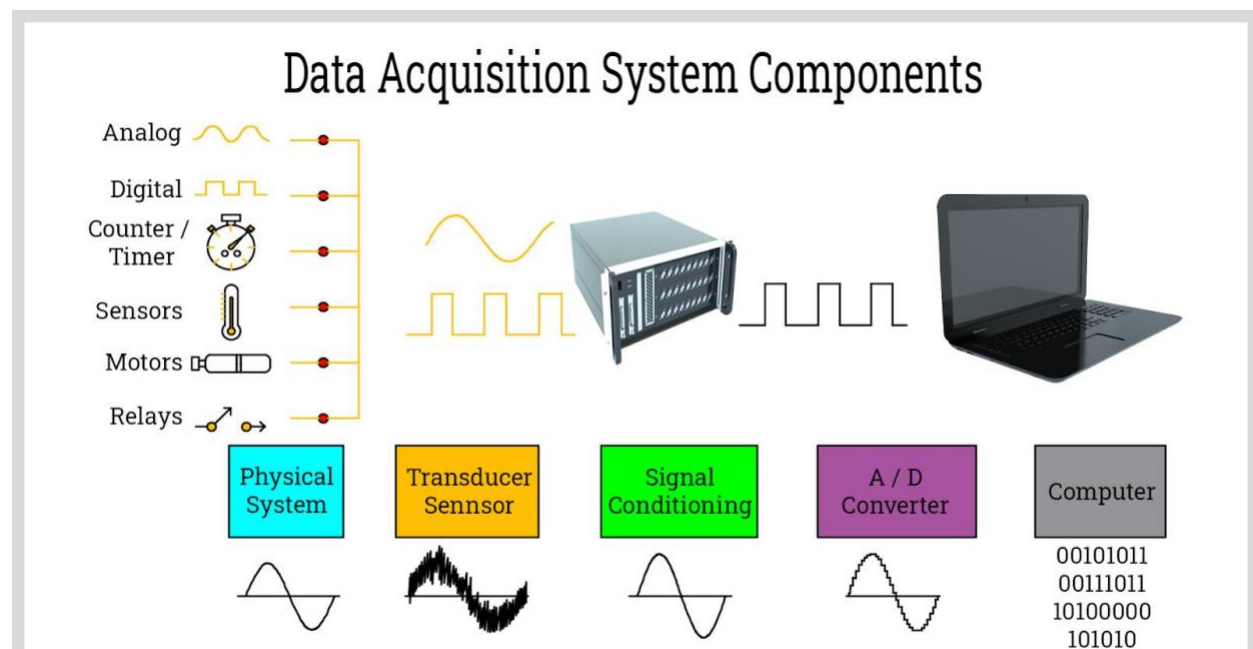 Data Acquisition System Components
Analog
Digital
Counter /
Timer
Sensors
Motors
Relays
Physical
System
Transducer
Sennsor
Signal
Conditioning
A / D
Converter
Computer
00101011
00111011
10100000
101010